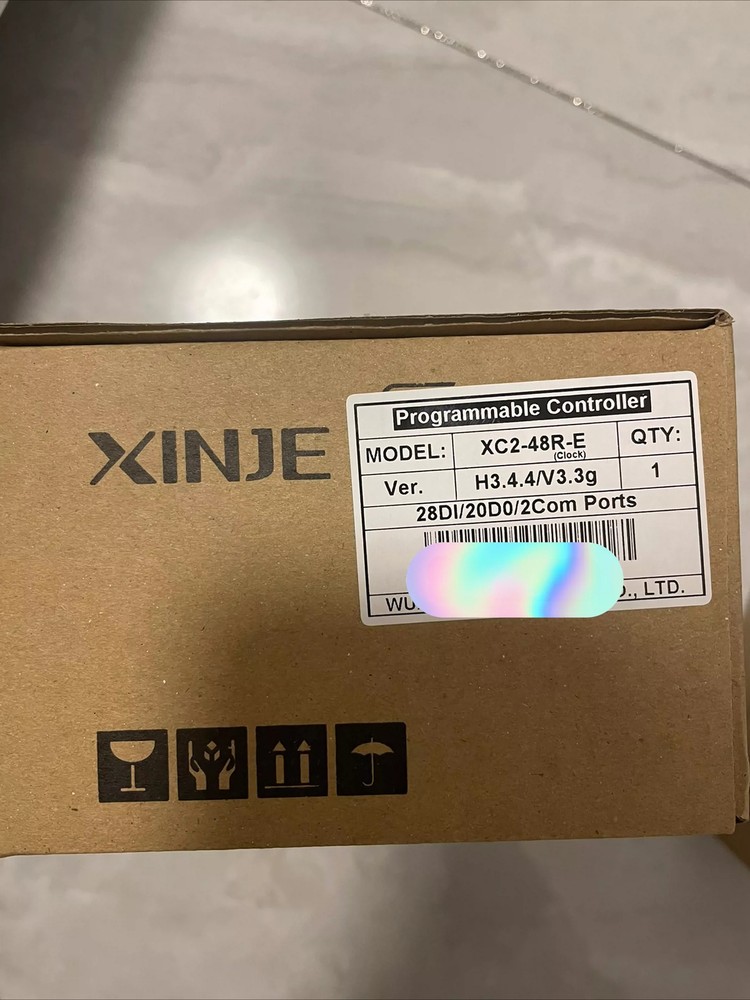 XINJE
Programmable Controller
MODEL: XC2-48R-E QTY:
(Clock)
Ver. H3.4.4/V3.3g 1
28DI/20D0/2Com Ports
LTD.